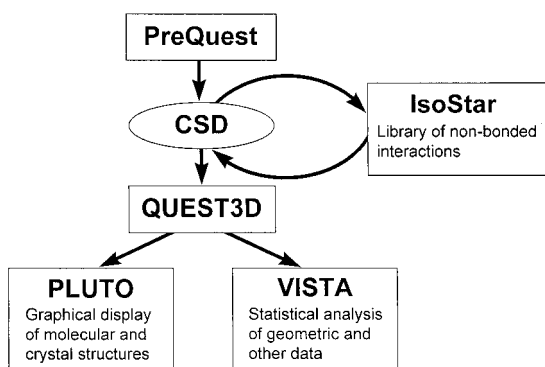 PreQuest
CSD
IsoStar
Library of non-bonded
interactions
QUEST3D
PLUTO
Graphical display
of molecular and
crystal structures
VISTA
Statistical analysis
of geometric and
other data